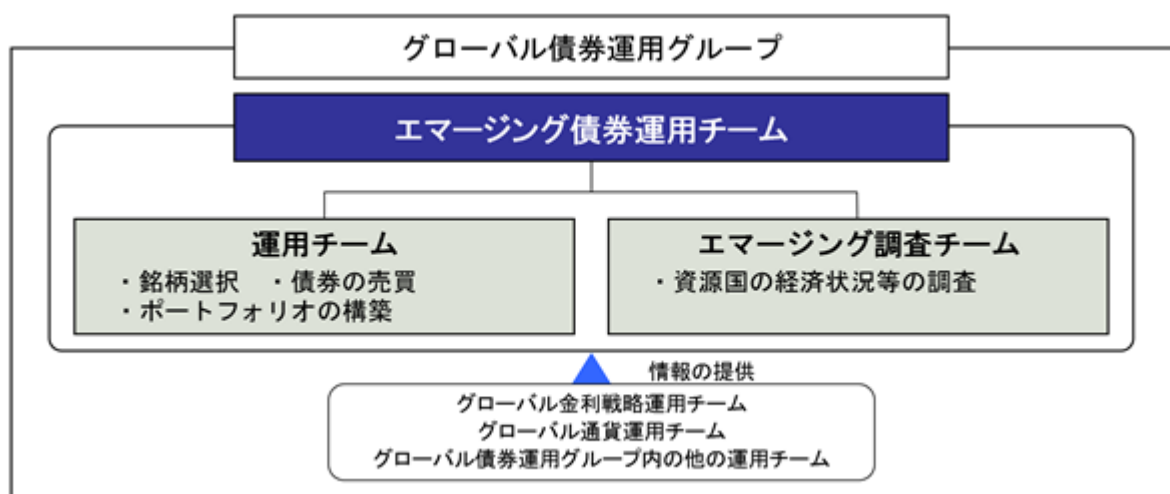 グローバル債券運用グループ
エマージング債券運用チーム
運用チーム
・銘柄選択　・債券の売買
・ポートフォリオの構築
エマージング調査チーム
・資源国の経済状況等の調査
情報の提供
グローバル金利戦略運用チーム
グローバル通貨運用チーム
グローバル債券運用グループ内の他の運用チーム